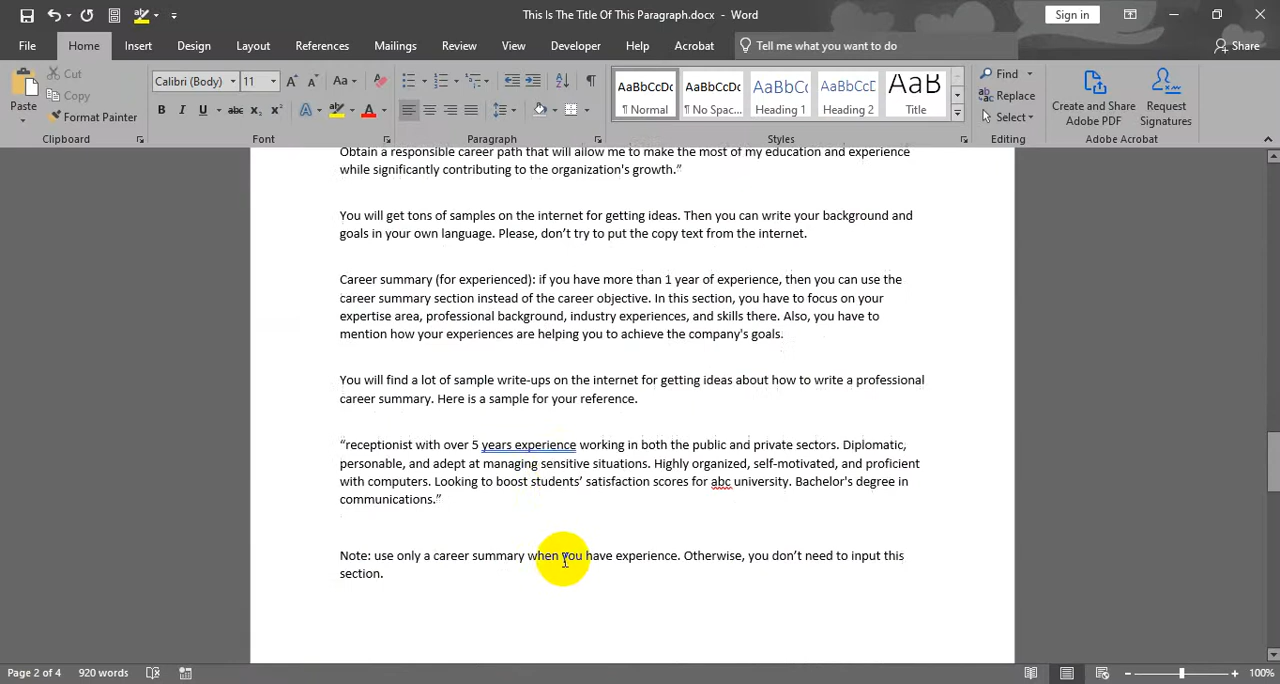 This Is The Title Of This Paragraph.docx - Word
Sign in
File Home Insert Design Layout References Mailings Review View Developer Help Acrobat Tell me what you want to do Share
Paste
Cut
Copy
Format Painter
Clipboard
Calibri (Body) 11
Font
Paragraph
AaBbCcDc AaBbCcDc AaBbCc AaBbCcD AaB
¶ Normal ¶ No Spac... Heading 1 Heading 2 Title
Styles
Find
Replace
Select
Editing
Create and Share
Adobe PDF
Request
Signatures
Adobe Acrobat
Obtain a responsible career path that will allow me to make the most of my education and experience
while significantly contributing to the organization's growth.”
You will get tons of samples on the internet for getting ideas. Then you can write your background and
goals in your own language. Please, don’t try to put the copy text from the internet.
Career summary (for experienced): if you have more than 1 year of experience, then you can use the
career summary section instead of the career objective. In this section, you have to focus on your
expertise area, professional background, industry experiences, and skills there. Also, you have to
mention how your experiences are helping you to achieve the company's goals.
You will find a lot of sample write-ups on the internet for getting ideas about how to write a professional
career summary. Here is a sample for your reference.
“receptionist with over 5 years experience working in both the public and private sectors. Diplomatic,
personable, and adept at managing sensitive situations. Highly organized, self-motivated, and proficient
with computers. Looking to boost students’ satisfaction scores for abc university. Bachelor's degree in
communications.”
Note: use only a career summary when you have experience. Otherwise, you don’t need to input this
section.
Page 2 of 4 920 words 100%